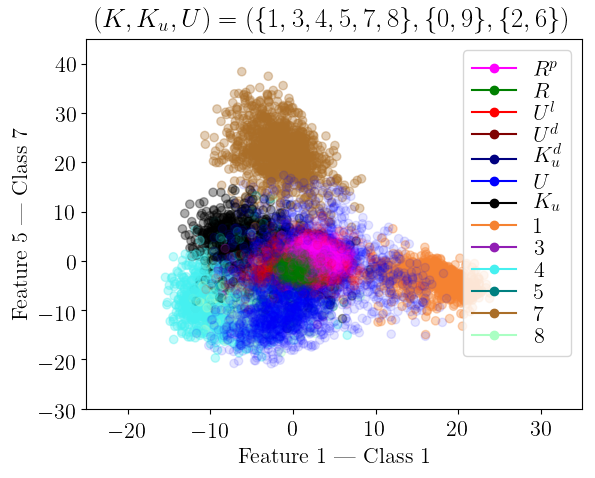 (K, K_u, U) = ({1, 3, 4, 5, 7, 8}, {0, 9}, {2, 6})
40
30
20
10
0
−10
−20
−30
Feature 5 — Class 7
−20
−10
0
10
20
30
Feature 1 — Class 1
R^p
R
U^l
U^d
K_u^d
U
K_u
1
3
4
5
7
8